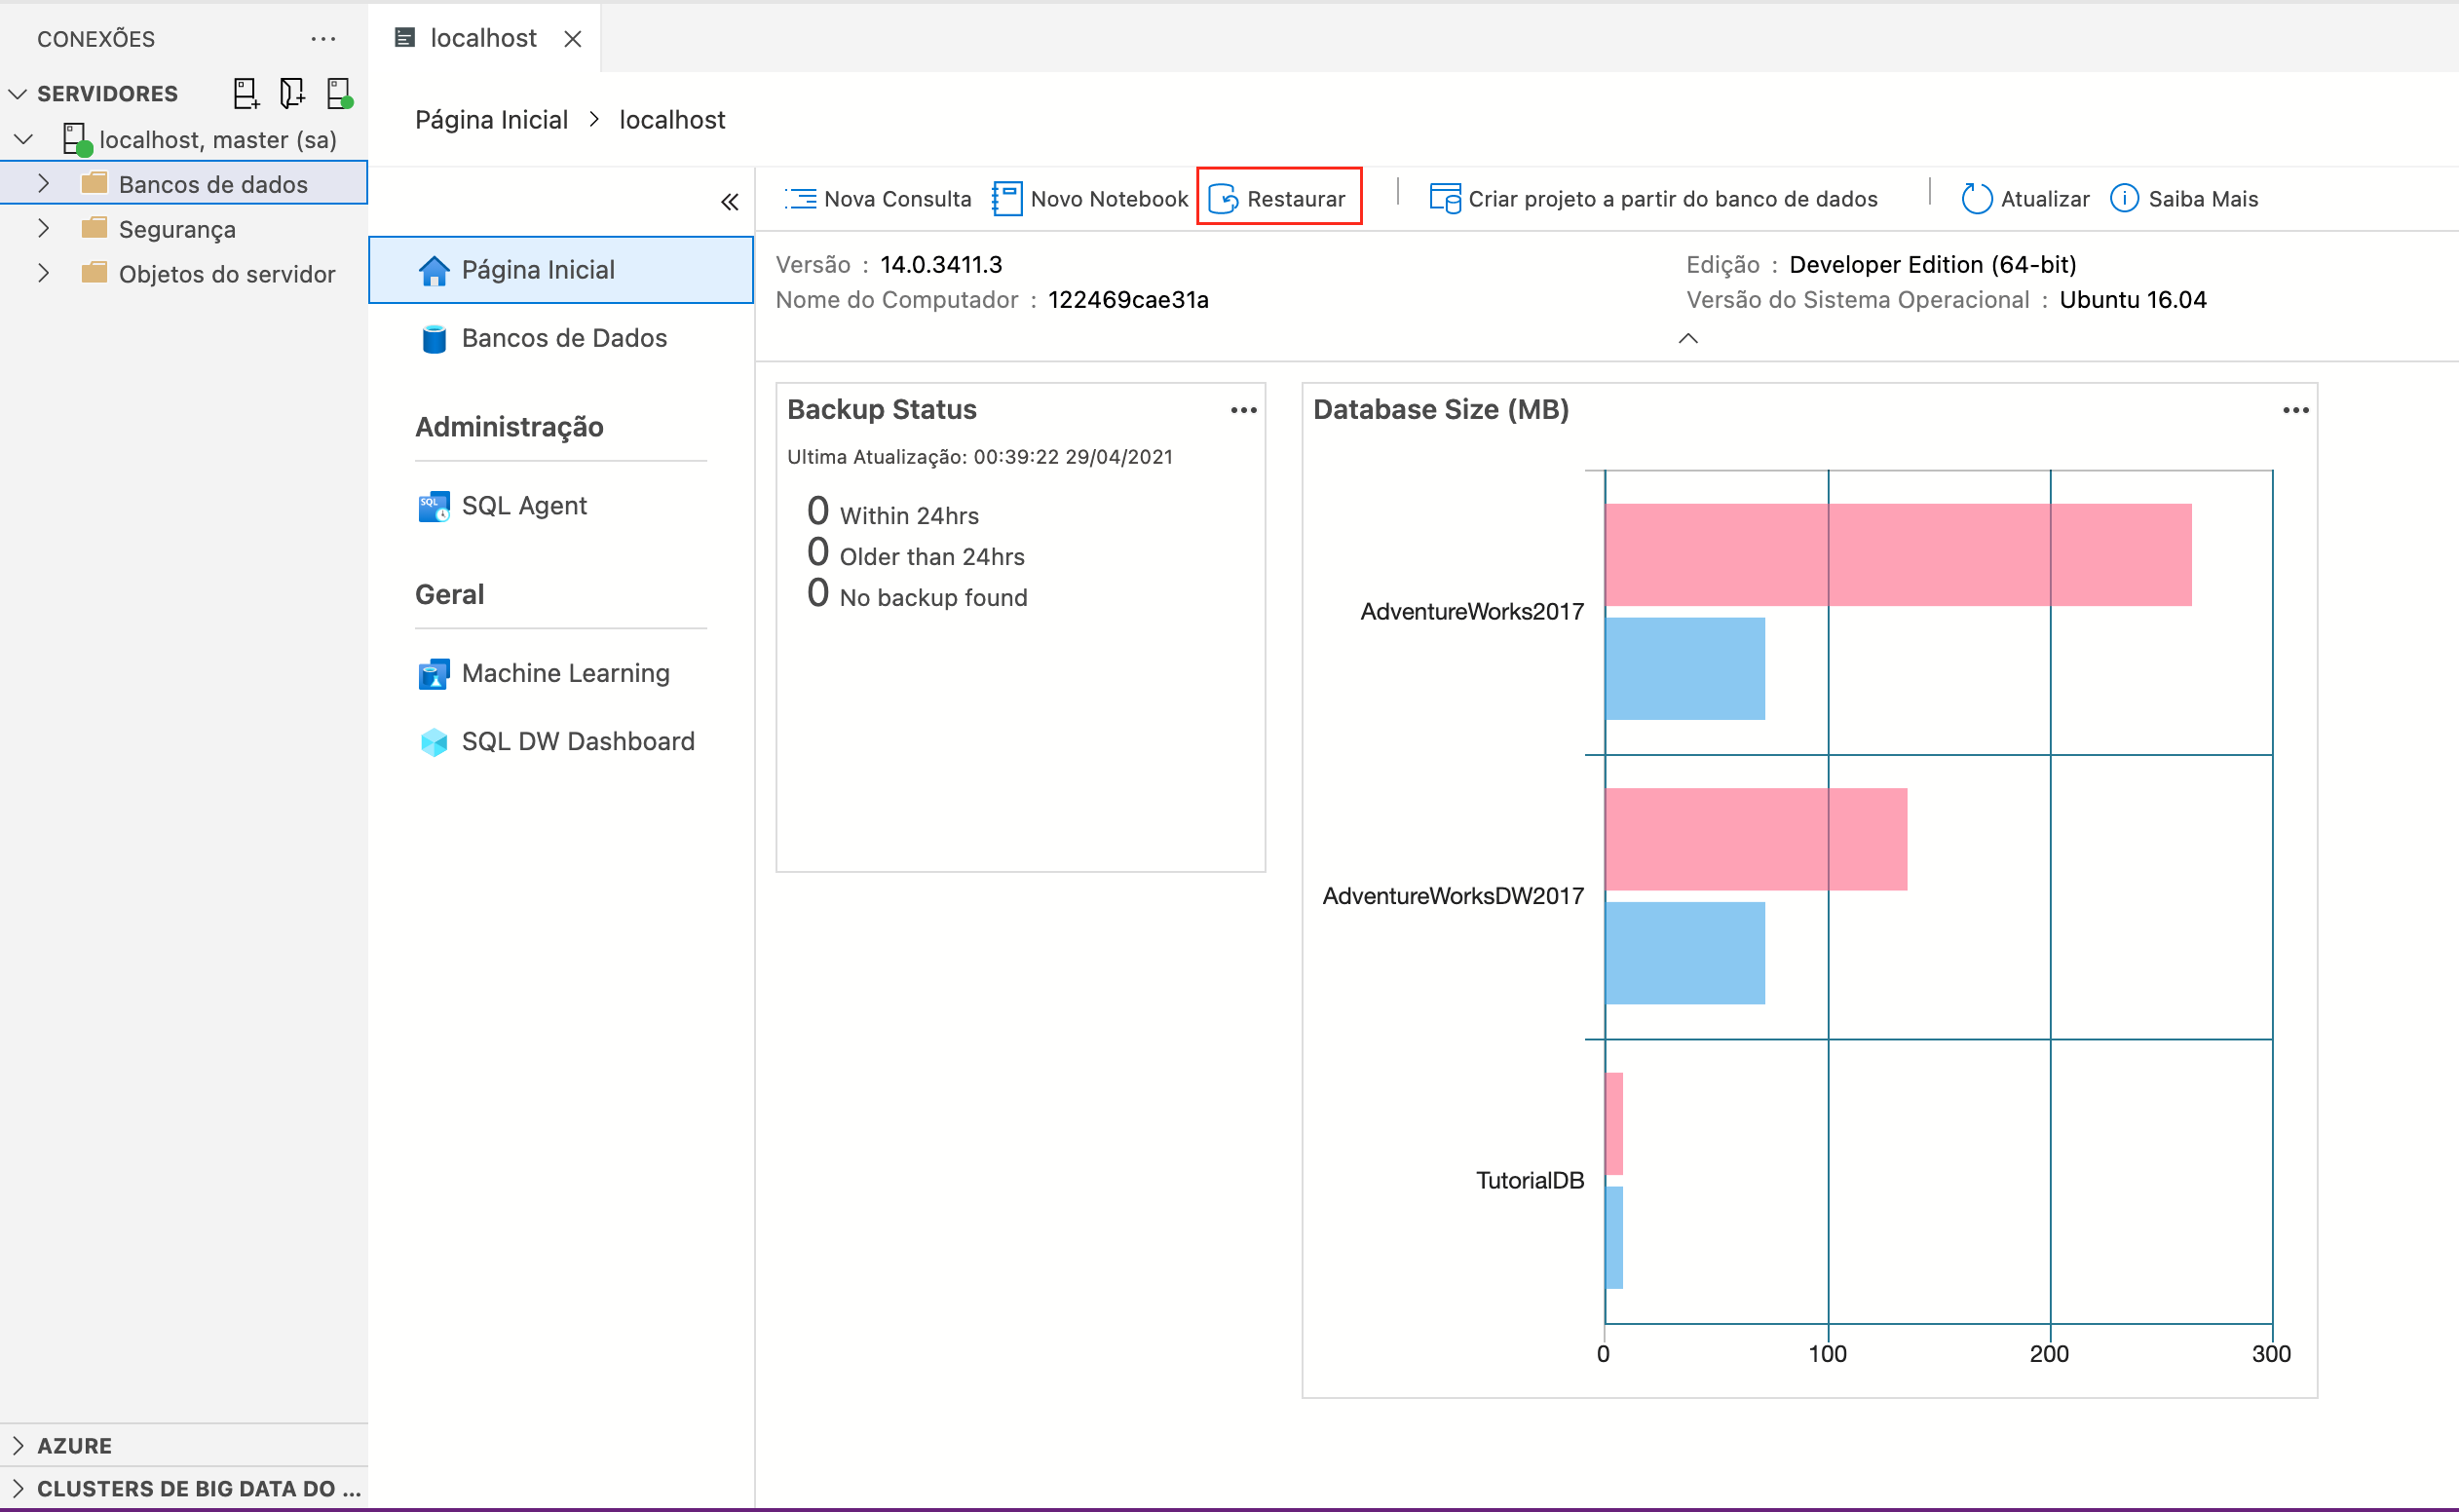 CONEXÕES
SERVIDORES
localhost, master (sa)
Bancos de dados
Segurança
Objetos do servidor
AZURE
CLUSTERS DE BIG DATA DO ...
localhost
Página Inicial > localhost
Nova Consulta
Novo Notebook
Restaurar
Criar projeto a partir do banco de dados
Atualizar
Saiba Mais
Página Inicial
Bancos de Dados
Administração
SQL Agent
Geral
Machine Learning
SQL DW Dashboard
Versão : 14.0.3411.3
Nome do Computador : 122469cae31a
Edição : Developer Edition (64-bit)
Versão do Sistema Operacional : Ubuntu 16.04
Backup Status
Ultima Atualização: 00:39:22 29/04/2021
0 Within 24hrs
0 Older than 24hrs
0 No backup found
Database Size (MB)
AdventureWorks2017
AdventureWorksDW2017
TutorialDB
0 100 200 300